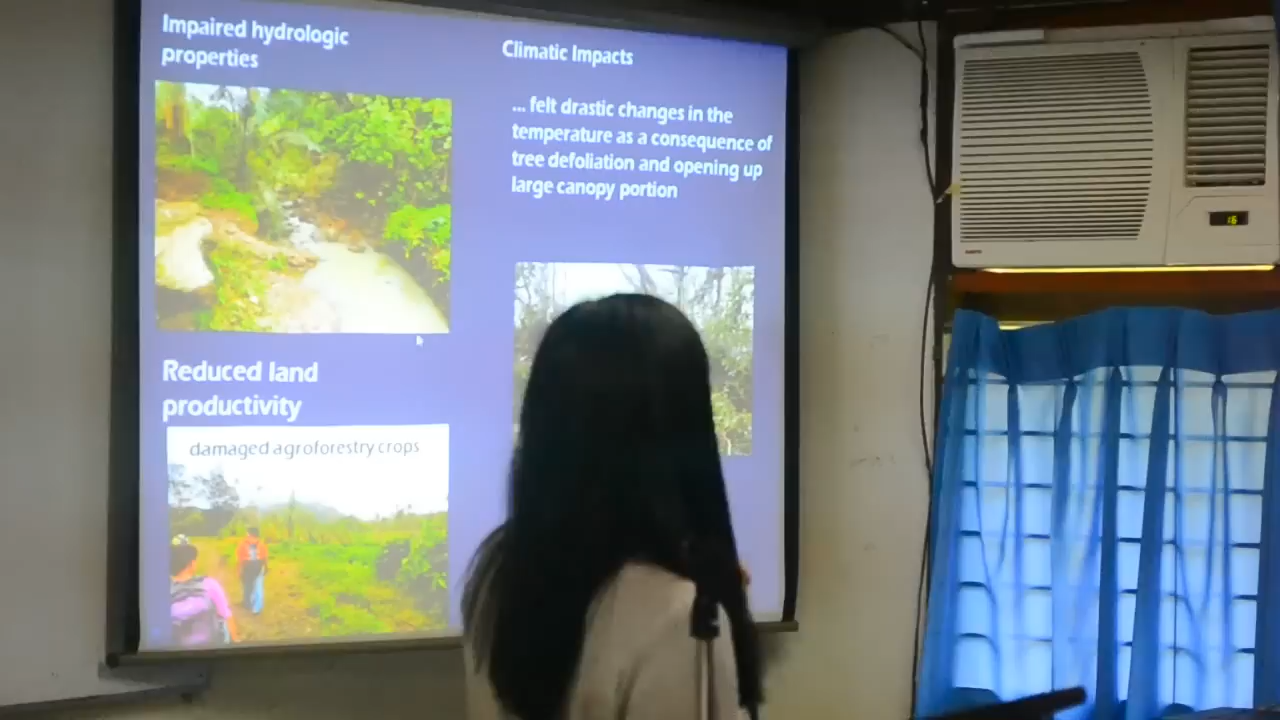 Impaired hydrologic
properties
Climatic Impacts
... felt drastic changes in the
temperature as a consequence of
tree defoliation and opening up
large canopy portion
Reduced land
productivity
damaged agroforestry crops
16